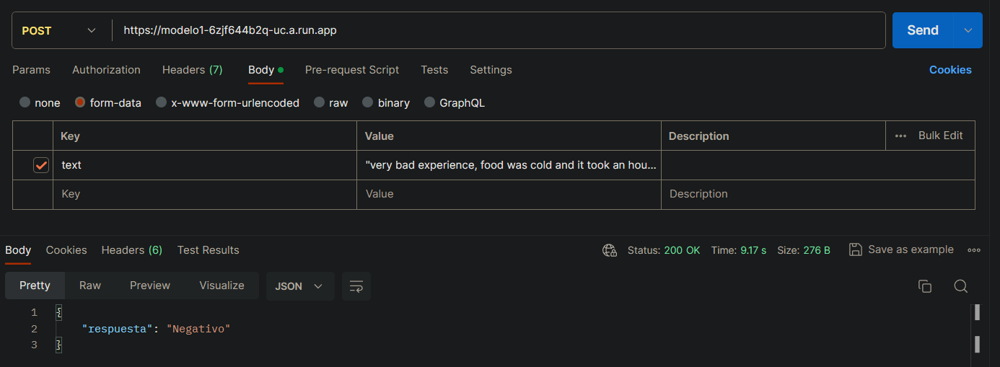 POST https://modelo1-6zjf644b2q-uc.a.run.app Send
Params Authorization Headers (7) Body Pre-request Script Tests Settings Cookies
none form-data x-www-form-urlencoded raw binary GraphQL
Key Value Description Bulk Edit
text "very bad experience, food was cold and it took an hou...
Key Value Description
Body Cookies Headers (6) Test Results Status: 200 OK Time: 9.17 s Size: 276 B Save as example
Pretty Raw Preview Visualize JSON
1 {
2 "respuesta": "Negativo"
3 }